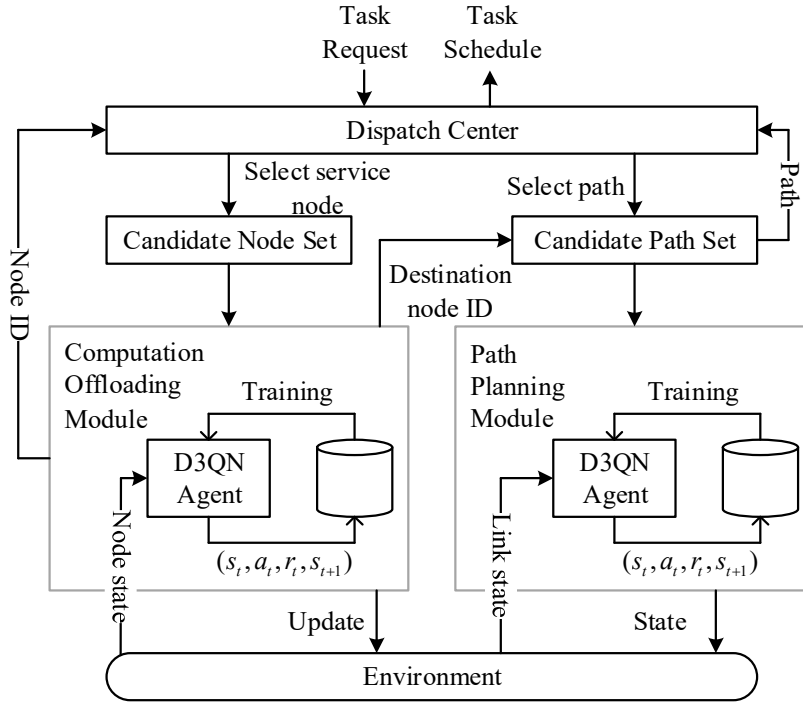 Task
Request
Task
Schedule
Dispatch Center
Select service
node
Select path
Path
Candidate Node Set
Candidate Path Set
Node ID
Destination
node ID
Computation
Offloading
Module
Training
D3QN
Agent
(s_t, a_t, r_t, s_{t+1})
Node state
Path
Planning
Module
Training
D3QN
Agent
(s_t, a_t, r_t, s_{t+1})
Link state
Update
State
Environment